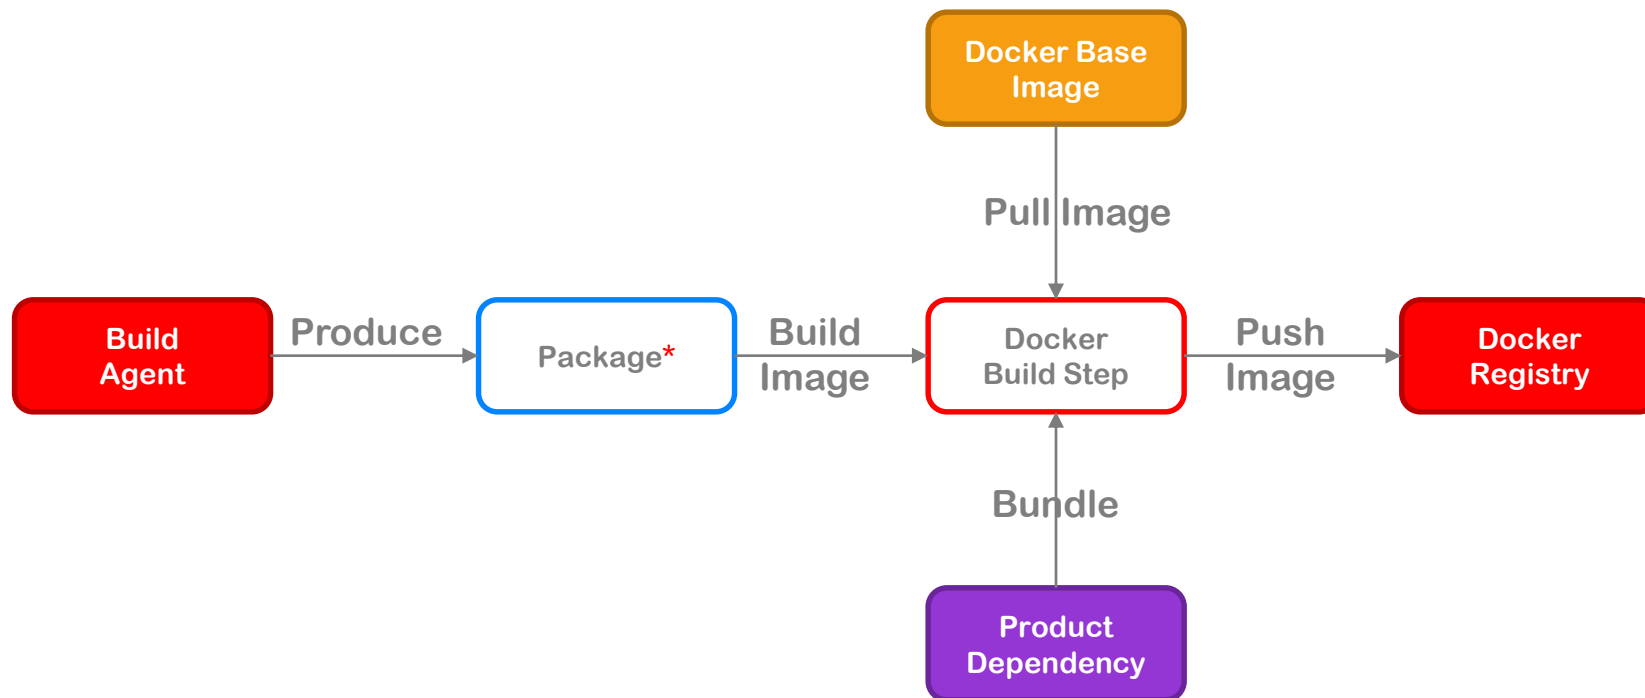 Docker Base
Image
Pull Image
Build
Agent
Produce
Package*
Build
Image
Docker
Build Step
Push
Image
Docker
Registry
Bundle
Product
Dependency